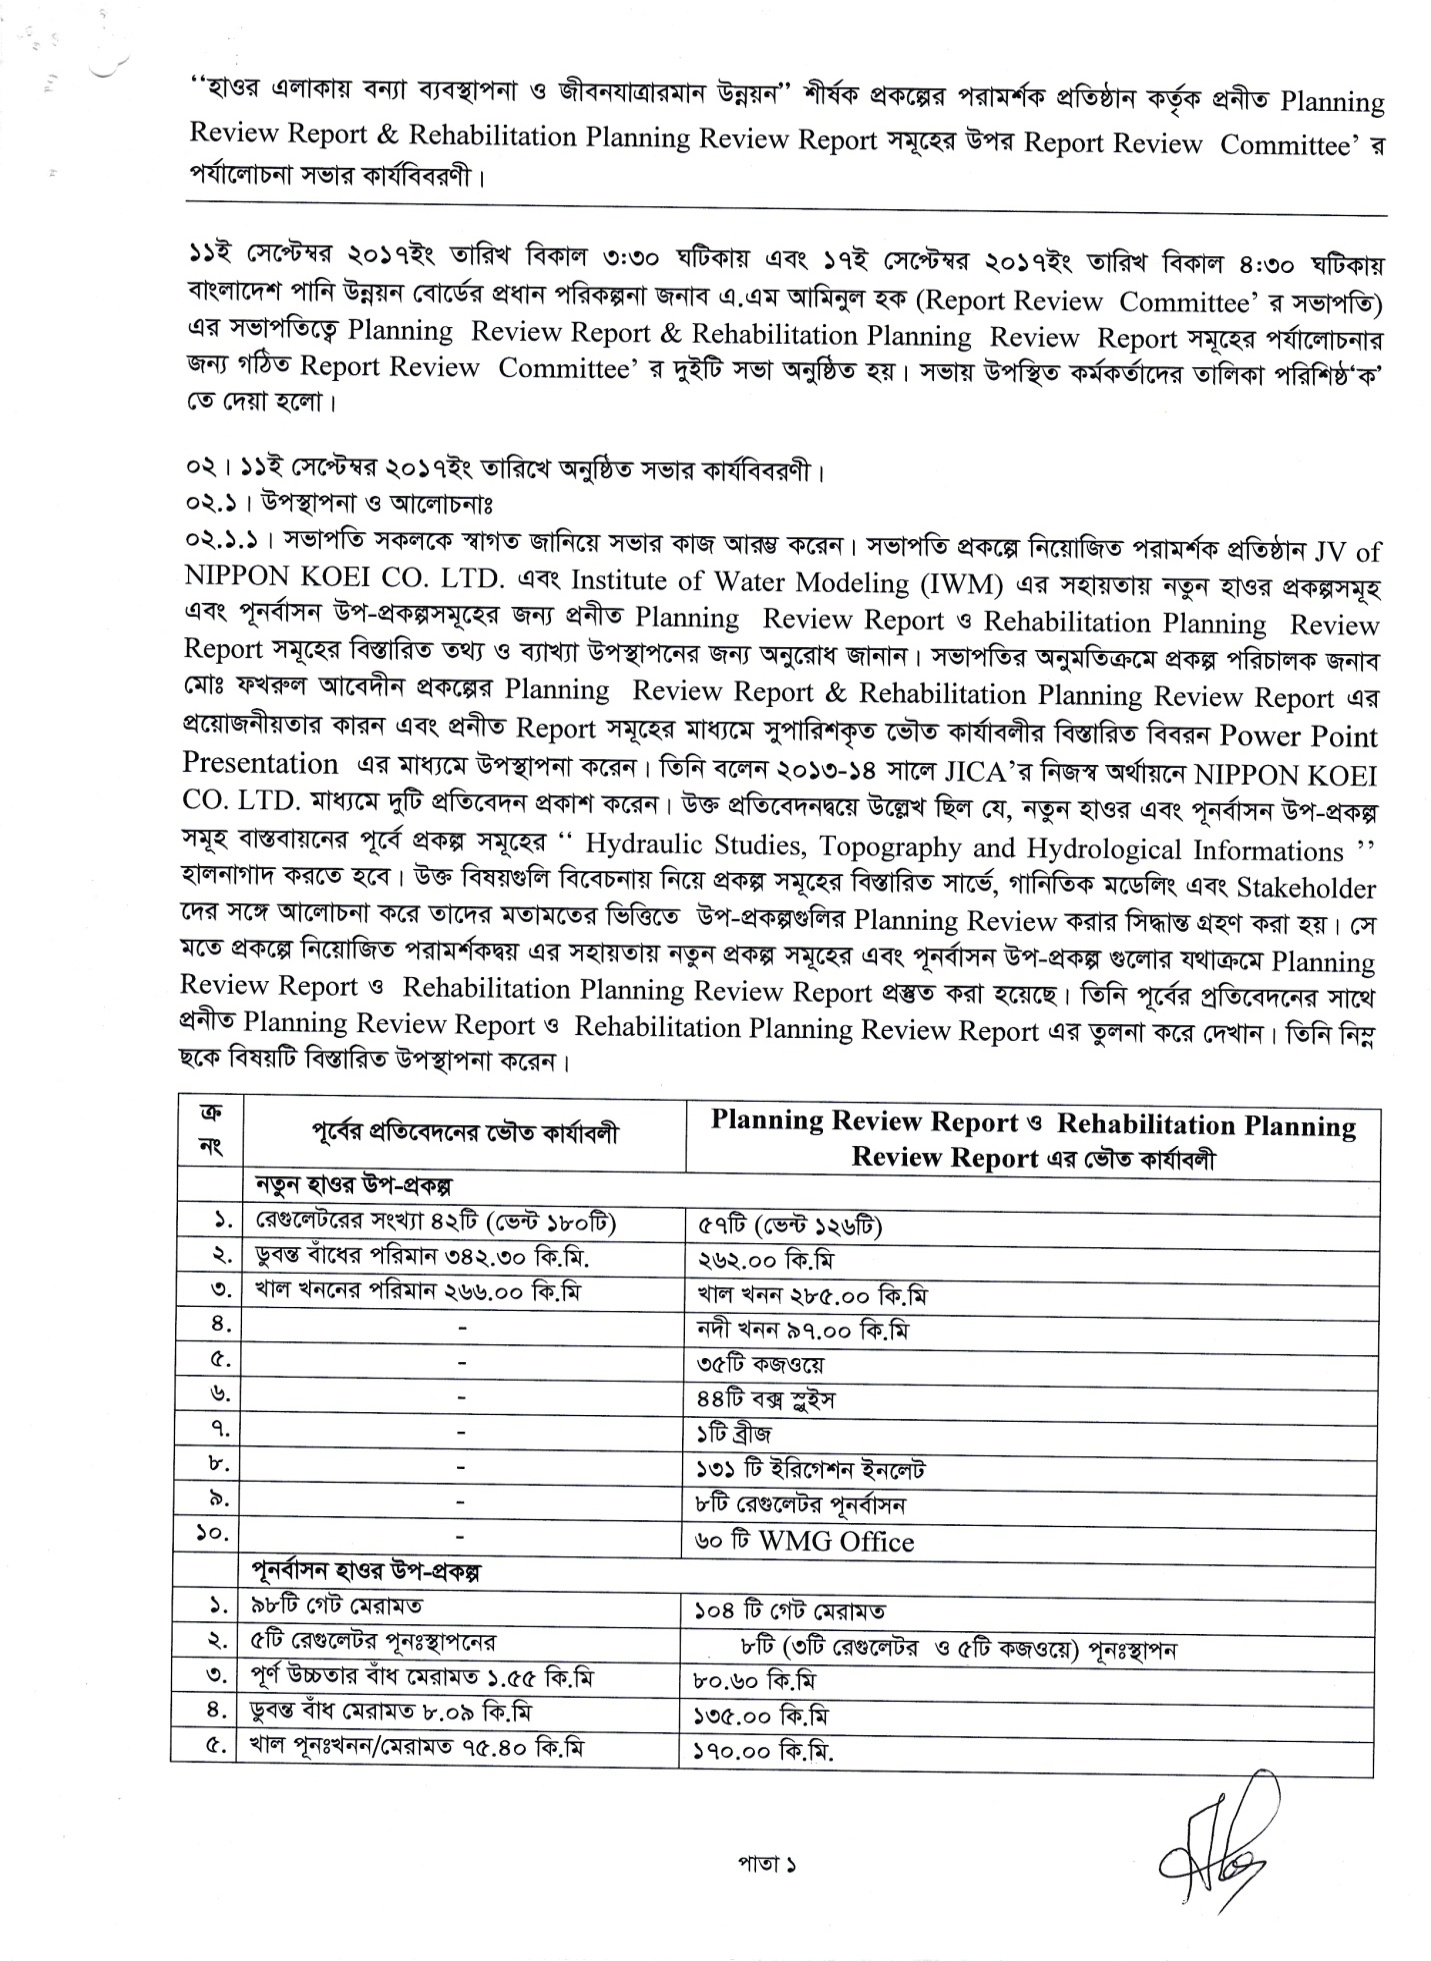 “হাওর এলাকায় বন্যা ব্যবস্থাপনা ও জীবনযাত্রারমান উন্নয়ন” শীর্ষক প্রকল্পের পরামর্শক প্রতিষ্ঠান কর্তৃক প্রনীত Planning
Review Report & Rehabilitation Planning Review Report সমূহের উপর Report Review Committee’ র
পর্যালোচনা সভার কার্যবিবরণী।
১১ই সেপ্টেম্বর ২০১৭ইং তারিখ বিকাল ৩:৩০ ঘটিকায় এবং ১৭ই সেপ্টেম্বর ২০১৭ইং তারিখ বিকাল ৪:৩০ ঘটিকায়
বাংলাদেশ পানি উন্নয়ন বোর্ডের প্রধান পরিকল্পনা জনাব এ.এম আমিনুল হক (Report Review Committee’ র সভাপতি)
এর সভাপতিত্বে Planning Review Report & Rehabilitation Planning Review Report সমূহের পর্যালোচনার
জন্য গঠিত Report Review Committee’ র দুইটি সভা অনুষ্ঠিত হয়। সভায় উপস্থিত কর্মকর্তাদের তালিকা পরিশিষ্ঠ‘ক’
তে দেয়া হলো।
০২। ১১ই সেপ্টেম্বর ২০১৭ইং তারিখে অনুষ্ঠিত সভার কার্যবিবরণী।
০২.১। উপস্থাপনা ও আলোচনাঃ
০২.১.১। সভাপতি সকলকে স্বাগত জানিয়ে সভার কাজ আরম্ভ করেন। সভাপতি প্রকল্পে নিয়োজিত পরামর্শক প্রতিষ্ঠান JV of
NIPPON KOEI CO. LTD. এবং Institute of Water Modeling (IWM) এর সহায়তায় নতুন হাওর প্রকল্পসমূহ
এবং পূনর্বাসন উপ-প্রকল্পসমূহের জন্য প্রনীত Planning Review Report ও Rehabilitation Planning Review
Report সমূহের বিস্তারিত তথ্য ও ব্যাখ্যা উপস্থাপনের জন্য অনুরোধ জানান। সভাপতির অনুমতিক্রমে প্রকল্প পরিচালক জনাব
মোঃ ফখরুল আবেদীন প্রকল্পের Planning Review Report & Rehabilitation Planning Review Report এর
প্রয়োজনীয়তার কারন এবং প্রনীত Report সমূহের মাধ্যমে সুপারিশকৃত ভৌত কার্যাবলীর বিস্তারিত বিবরন Power Point
Presentation এর মাধ্যমে উপস্থাপনা করেন। তিনি বলেন ২০১৩-১৪ সালে JICA’র নিজস্ব অর্থায়নে NIPPON KOEI
CO. LTD. মাধ্যমে দুটি প্রতিবেদন প্রকাশ করেন। উক্ত প্রতিবেদনদ্বয়ে উল্লেখ ছিল যে, নতুন হাওর এবং পূনর্বাসন উপ-প্রকল্প
সমূহ বাস্তবায়নের পূর্বে প্রকল্প সমূহের “ Hydraulic Studies, Topography and Hydrological Informations ”
হালনাগাদ করতে হবে। উক্ত বিষয়গুলি বিবেচনায় নিয়ে প্রকল্প সমূহের বিস্তারিত সার্ভে, গানিতিক মডেলিং এবং Stakeholder
দের সঙ্গে আলোচনা করে তাদের মতামতের ভিত্তিতে উপ-প্রকল্পগুলির Planning Review করার সিদ্ধান্ত গ্রহণ করা হয়। সে
মতে প্রকল্পে নিয়োজিত পরামর্শকদ্বয় এর সহায়তায় নতুন প্রকল্প সমূহের এবং পূনর্বাসন উপ-প্রকল্প গুলোর যথাক্রমে Planning
Review Report ও Rehabilitation Planning Review Report প্রস্তুত করা হয়েছে। তিনি পূর্বের প্রতিবেদনের সাথে
প্রনীত Planning Review Report ও Rehabilitation Planning Review Report এর তুলনা করে দেখান। তিনি নিম্ন
ছকে বিষয়টি বিস্তারিত উপস্থাপনা করেন।
ক্র নং পূর্বের প্রতিবেদনের ভৌত কার্যাবলী Planning Review Report ও Rehabilitation Planning
Review Report এর ভৌত কার্যাবলী
নতুন হাওর উপ-প্রকল্প
১. রেগুলেটরের সংখ্যা ৪২টি (ভেন্ট ১৮০টি) ৫৭টি (ভেন্ট ১২৬টি)
২. ডুবন্ত বাঁধের পরিমান ৩৪২.৩০ কি.মি. ২৬২.০০ কি.মি
৩. খাল খননের পরিমান ২৬৬.০০ কি.মি খাল খনন ২৮৫.০০ কি.মি
৪. - নদী খনন ৯৭.০০ কি.মি
৫. - ৩৫টি কজওয়ে
৬. - ৪৪টি বক্স স্লুইস
৭. - ১টি ব্রীজ
৮. - ১৩১ টি ইরিগেশন ইনলেট
৯. - ৮টি রেগুলেটর পূনর্বাসন
১০. - ৬০ টি WMG Office
পূনর্বাসন হাওর উপ-প্রকল্প
১. ৯৮টি গেট মেরামত ১০৪ টি গেট মেরামত
২. ৫টি রেগুলেটর পূনঃস্থাপনের ৮টি (৩টি রেগুলেটর ও ৫টি কজওয়ে) পূনঃস্থাপন
৩. পূর্ণ উচ্চতার বাঁধ মেরামত ১.৫৫ কি.মি ৮০.৬০ কি.মি
৪. ডুবন্ত বাঁধ মেরামত ৮.০৯ কি.মি ১৩৫.০০ কি.মি
৫. খাল পূনঃখনন/মেরামত ৭৫.৪০ কি.মি ১৭০.০০ কি.মি.
পাতা ১